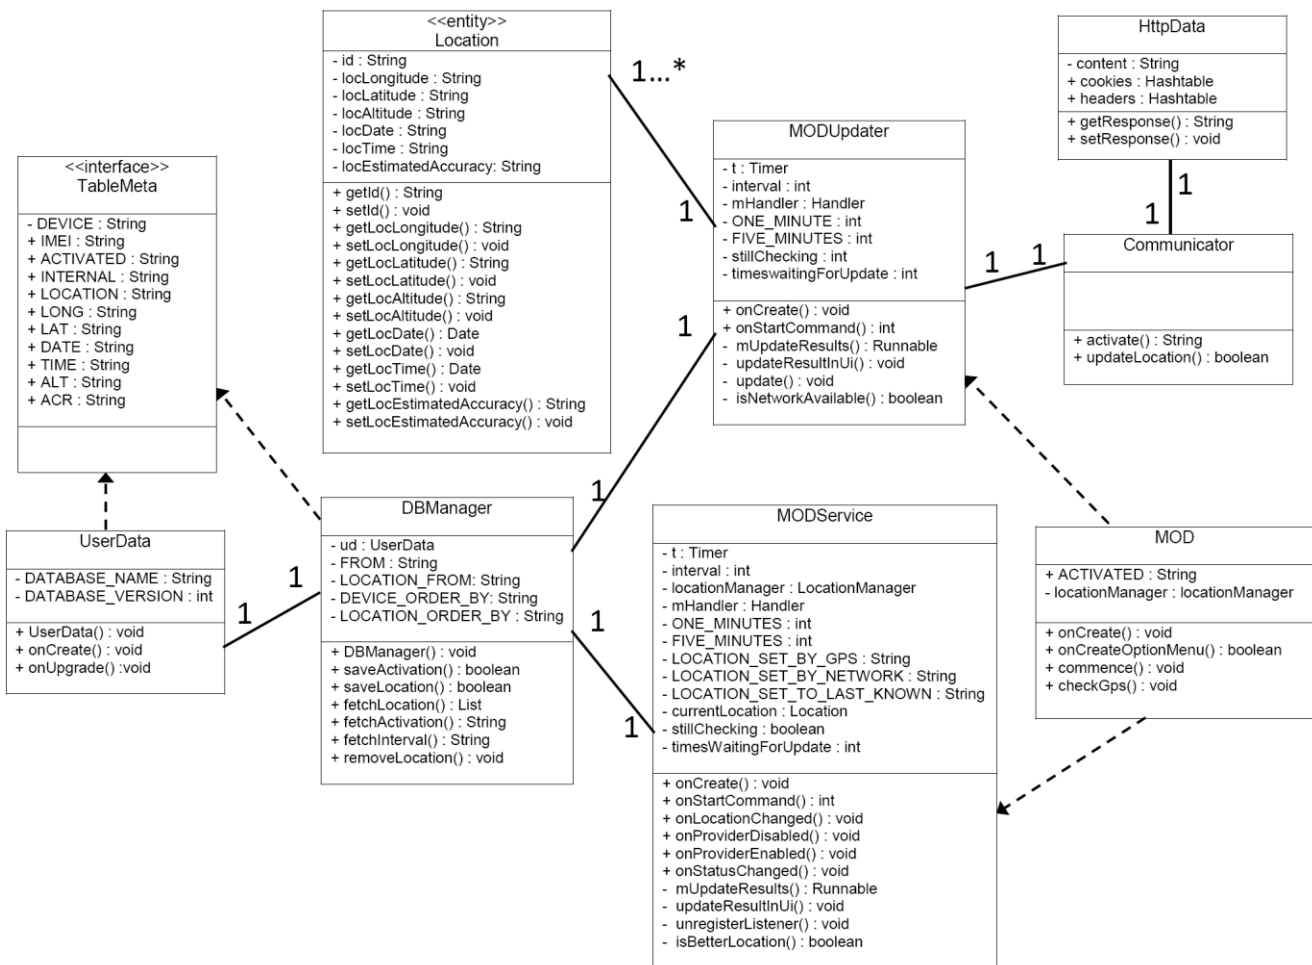 <<entity>>
Location
- id : String
- locLongitude : String
- locLatitude : String
- locAltitude : String
- locDate : String
- locTime : String
- locEstimatedAccuracy: String
+ getId() : String
+ setId() : void
+ getLocLongitude() : String
+ setLocLongitude() : void
+ getLocLatitude() : String
+ setLocLatitude() : void
+ getLocAltitude() : String
+ setLocAltitude() : void
+ getLocDate() : Date
+ setLocDate() : void
+ getLocTime() : Date
+ setLocTime() : void
+ getLocEstimatedAccuracy() : String
+ setLocEstimatedAccuracy() : void
1...*
1
HttpData
- content : String
+ cookies : Hashtable
+ headers : Hashtable
+ getResponse() : String
+ setResponse() : void
1
1
MODUpdater
- t : Timer
- interval : int
- mHandler : Handler
- ONE_MINUTE : int
- FIVE_MINUTES : int
- stillChecking : int
- timeswaitingForUpdate : int
+ onCreate() : void
+ onStartCommand() : int
- mUpdateResults() : Runnable
- updateResultInUi() : void
- update() : void
- isNetworkAvailable() : boolean
1
1
Communicator
+ activate() : String
+ updateLocation() : boolean
<<interface>>
TableMeta
- DEVICE : String
+ IMEI : String
+ ACTIVATED : String
+ INTERNAL : String
+ LOCATION : String
+ LONG : String
+ LAT : String
+ DATE : String
+ TIME : String
+ ALT : String
+ ACR : String
1
1
UserData
- DATABASE_NAME : String
- DATABASE_VERSION : int
+ UserData() : void
+ onCreate() : void
+ onUpgrade() :void
1
1
DBManager
- ud : UserData
- FROM : String
- LOCATION_FROM: String
- DEVICE_ORDER_BY: String
- LOCATION_ORDER_BY : String
+ DBManager() : void
+ saveActivation() : boolean
+ saveLocation() : boolean
+ fetchLocation() : List
+ fetchActivation() : String
+ fetchInterval() : String
+ removeLocation() : void
1
1
MODService
- t : Timer
- interval : int
- locationManager : LocationManager
- mHandler : Handler
- ONE_MINUTES : int
- FIVE_MINUTES : int
- LOCATION_SET_BY_GPS : String
- LOCATION_SET_BY_NETWORK : String
- LOCATION_SET_TO_LAST_KNOWN : String
- currentLocation : Location
- stillChecking : boolean
- timesWaitingForUpdate : int
+ onCreate() : void
+ onStartCommand() : int
+ onLocationChanged() : void
+ onProviderDisabled() : void
+ onProviderEnabled() : void
+ onStatusChanged() : void
- mUpdateResults() : Runnable
- updateResultInUi() : void
- unregisterListener() : void
- isBetterLocation() : boolean
MOD
+ ACTIVATED : String
- locationManager : locationManager
+ onCreate() : void
+ onCreateOptionMenu() : boolean
+ commence() : void
+ checkGps() : void